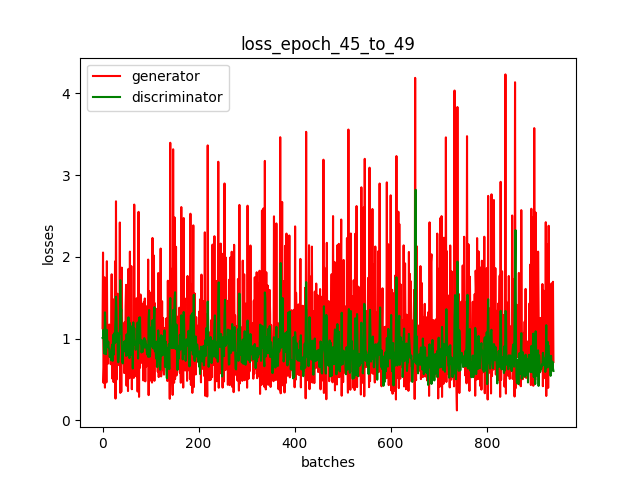 loss_epoch_45_to_49
generator
discriminator
4
3
2
1
0
losses
0
200
400
600
800
batches